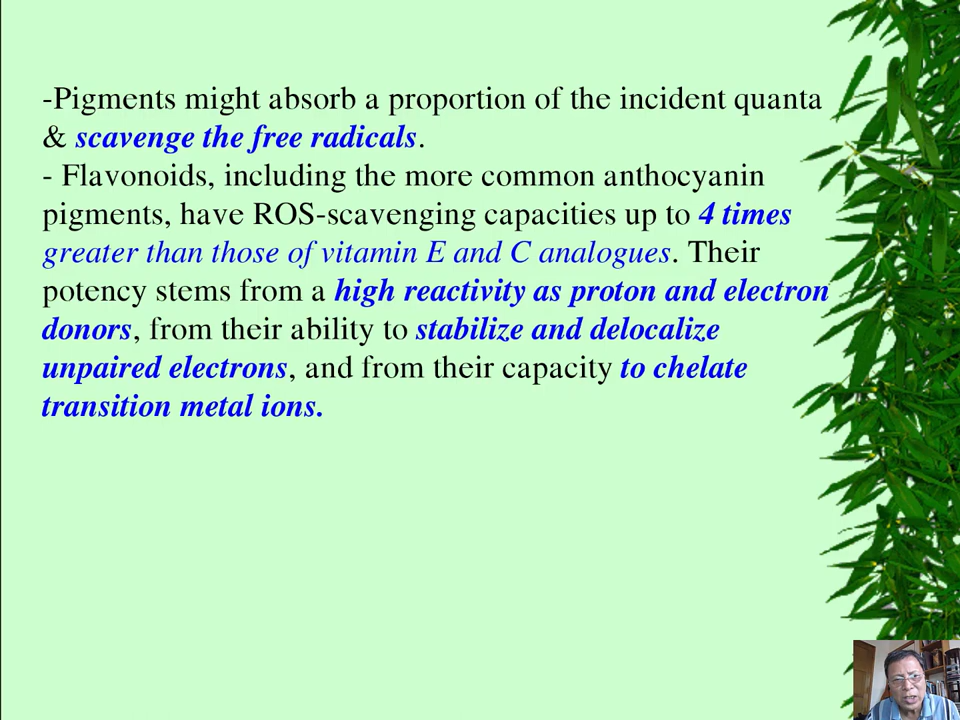 -Pigments might absorb a proportion of the incident quanta
& scavenge the free radicals.
- Flavonoids, including the more common anthocyanin
pigments, have ROS-scavenging capacities up to 4 times
greater than those of vitamin E and C analogues. Their
potency stems from a high reactivity as proton and electron
donors, from their ability to stabilize and delocalize
unpaired electrons, and from their capacity to chelate
transition metal ions.